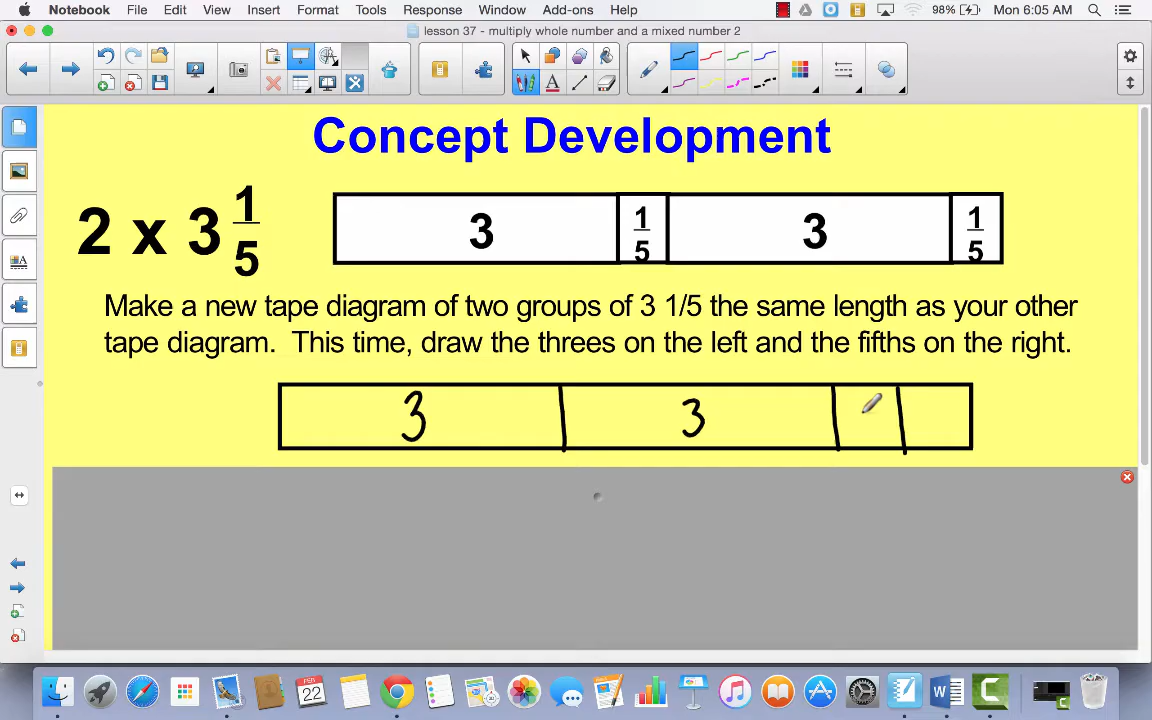 Notebook File Edit View Insert Format Tools Response Window Add-ons Help 98% Mon 6:05 AM
lesson 37 - multiply whole number and a mixed number 2
Concept Development
2 x 3 1/5
3 1/5 3 1/5
Make a new tape diagram of two groups of 3 1/5 the same length as your other
tape diagram. This time, draw the threes on the left and the fifths on the right.
3 3
FEB
22